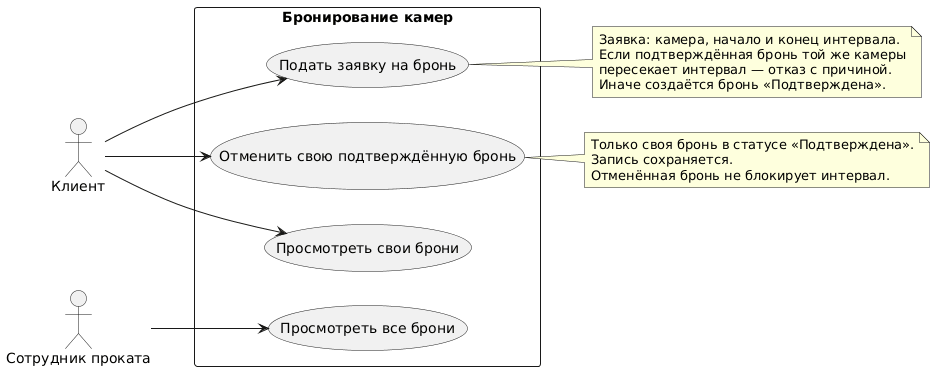 Бронирование камер
Подать заявку на бронь
Заявка: камера, начало и конец интервала.
Если подтверждённая бронь той же камеры
пересекает интервал — отказ с причиной.
Иначе создаётся бронь «Подтверждена».
Клиент
Отменить свою подтверждённую бронь
Только своя бронь в статусе «Подтверждена».
Запись сохраняется.
Отменённая бронь не блокирует интервал.
Просмотреть свои брони
Сотрудник проката
Просмотреть все брони